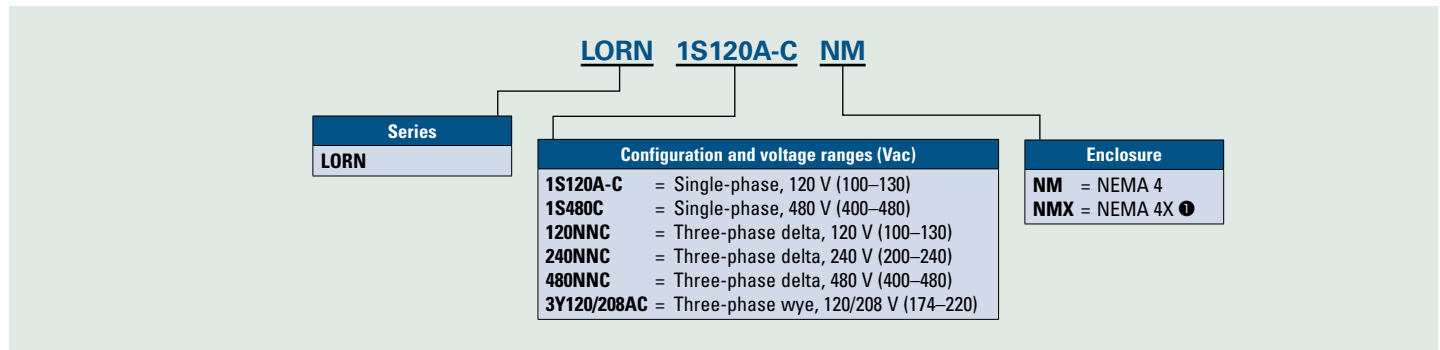 LORN 1S120A-C NM
Series
LORN
Configuration and voltage ranges (Vac)
1S120A-C = Single-phase, 120 V (100–130)
1S480C = Single-phase, 480 V (400–480)
120NNC = Three-phase delta, 120 V (100–130)
240NNC = Three-phase delta, 240 V (200–240)
480NNC = Three-phase delta, 480 V (400–480)
3Y120/208AC = Three-phase wye, 120/208 V (174–220)
Enclosure
NM = NEMA 4
NMX = NEMA 4X ❶